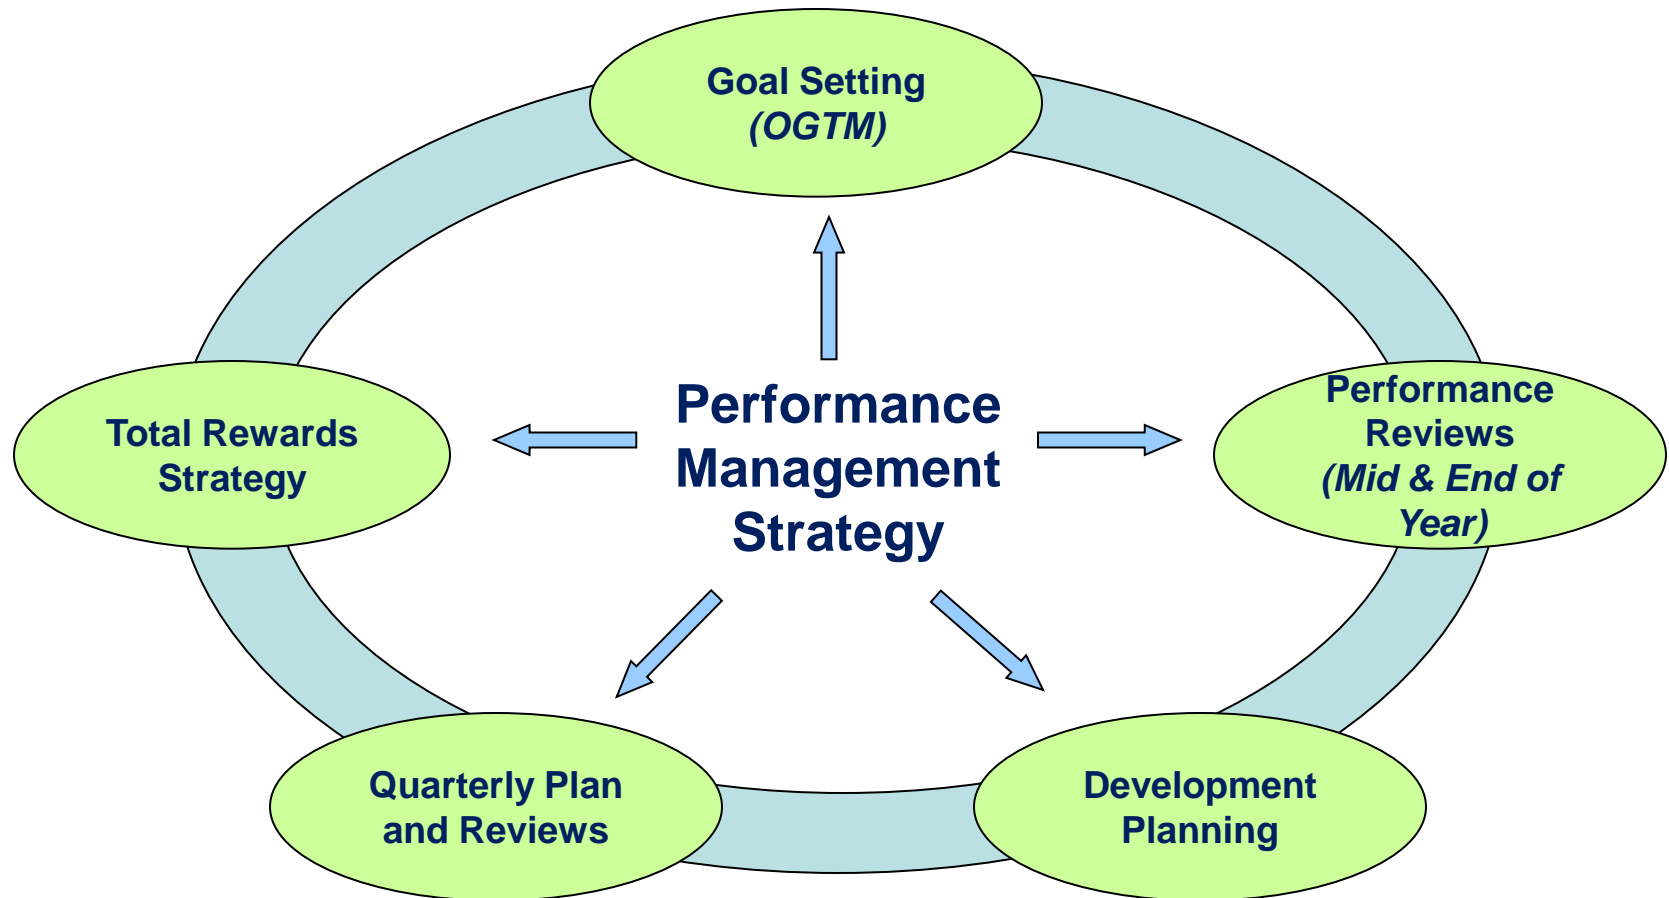 Goal Setting
(OGTM)
Performance
Reviews
(Mid & End of
Year)
Total Rewards
Strategy
Performance
Management
Strategy
Quarterly Plan
and Reviews
Development
Planning